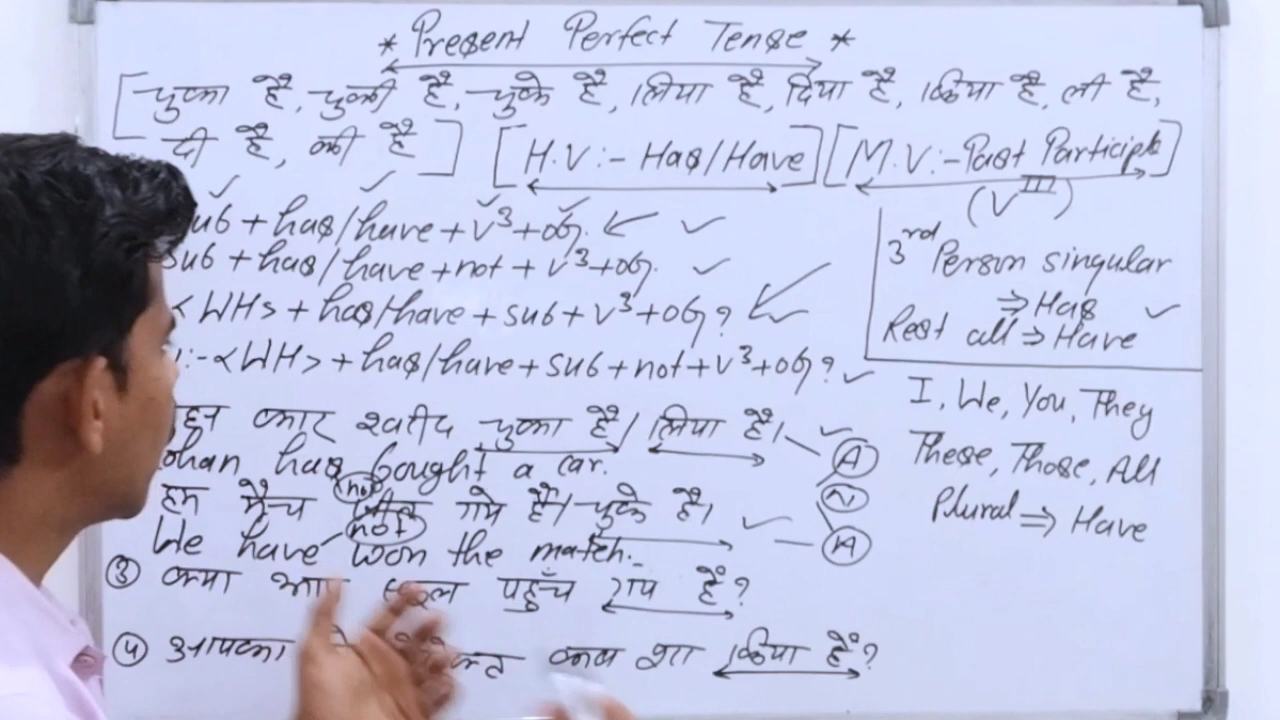 * Present Perfect Tense *
[चुका है, चुकी है, चुके है, लिया है, दिया है, किया है, ली है,
दी है, की है] [H.V:- Has/Have] [M.V:- Past Participle
(V III)
sub + has/have + v3 + obj.
sub + has/have + not + v3 + obj.
<WH> + has/have + sub + v3 + obj?
:- <WH> + has/have + sub + not + v3 + obj?
3rd Person singular
⇒ Has
Rest all ⇒ Have
I, We, You, They
These, Those, All
Plural ⇒ Have
कार खरीद चुका है / लिया है। A
ohan has bought a car.
N
हम मैच जीत गये है। चुके है। A
not
We have not won the match.
③ क्या आप स्कूल पहुँच गए हैं?
④ आपका कब का किया है?